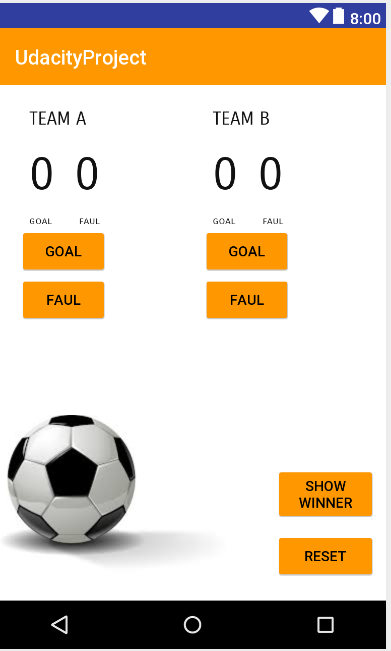 8:00
UdacityProject
TEAM A TEAM B
0 0 0 0
GOAL FAUL GOAL FAUL
GOAL GOAL
FAUL FAUL
SHOW
WINNER
RESET